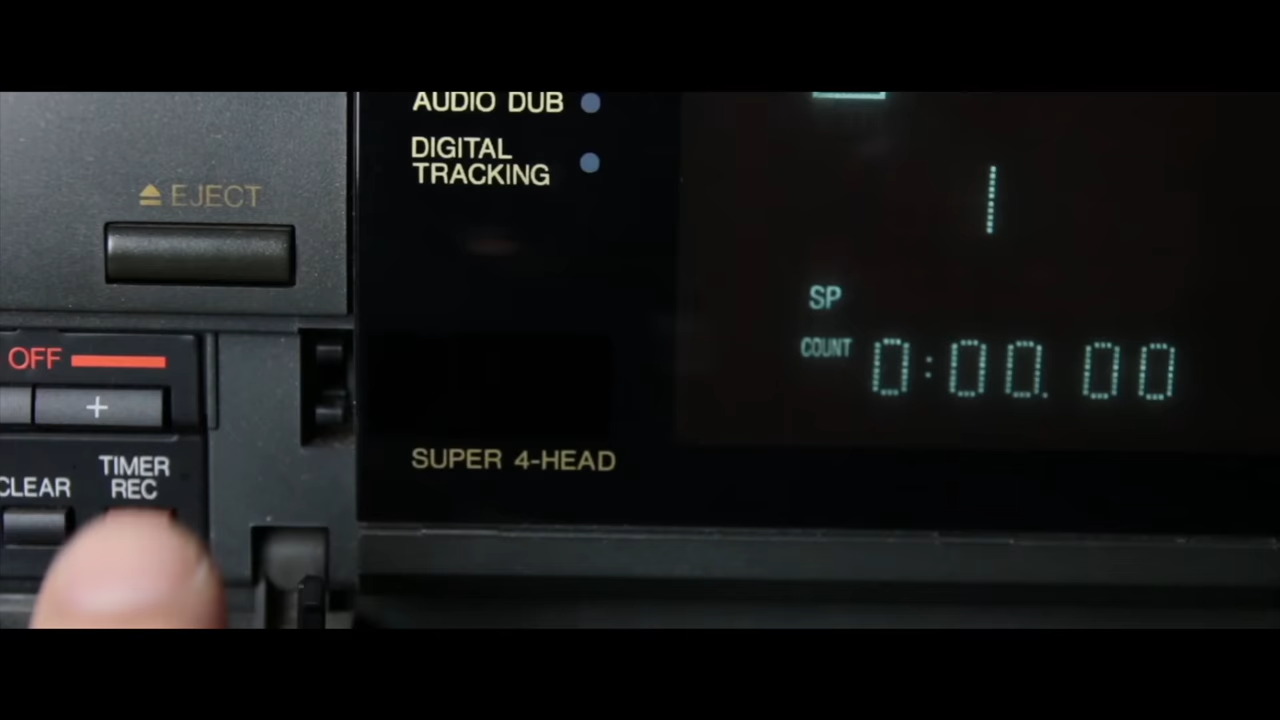 AUDIO DUB
DIGITAL
TRACKING
EJECT
1
SP
COUNT 0:00.00
OFF
+
SUPER 4-HEAD
TIMER
REC
CLEAR